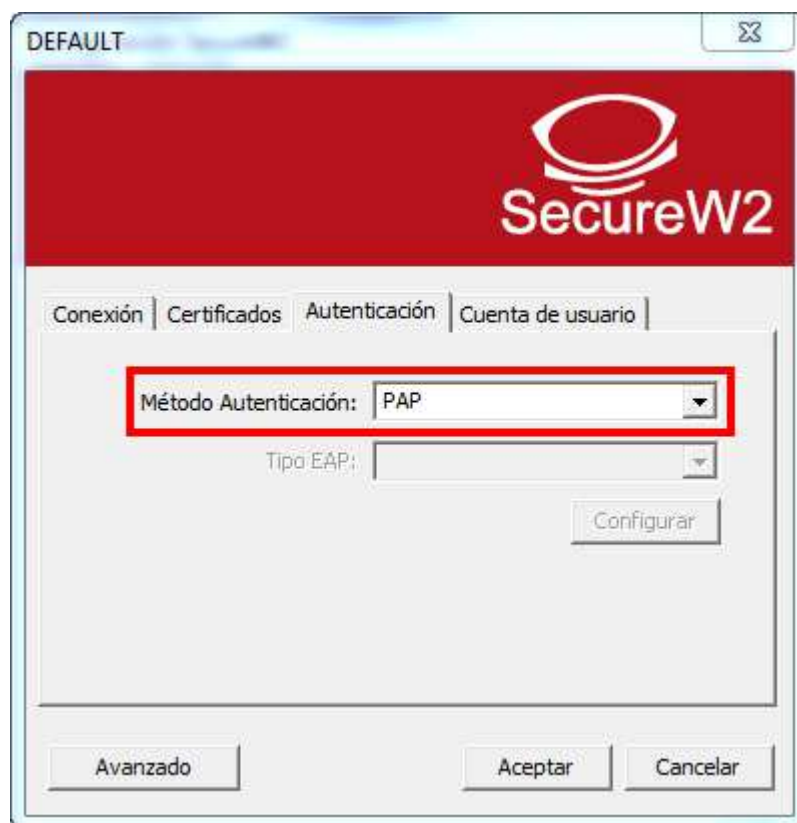 DEFAULT
SecureW2
Conexión Certificados Autenticación Cuenta de usuario
Método Autenticación: PAP
Tipo EAP:
Configurar
Avanzado Aceptar Cancelar